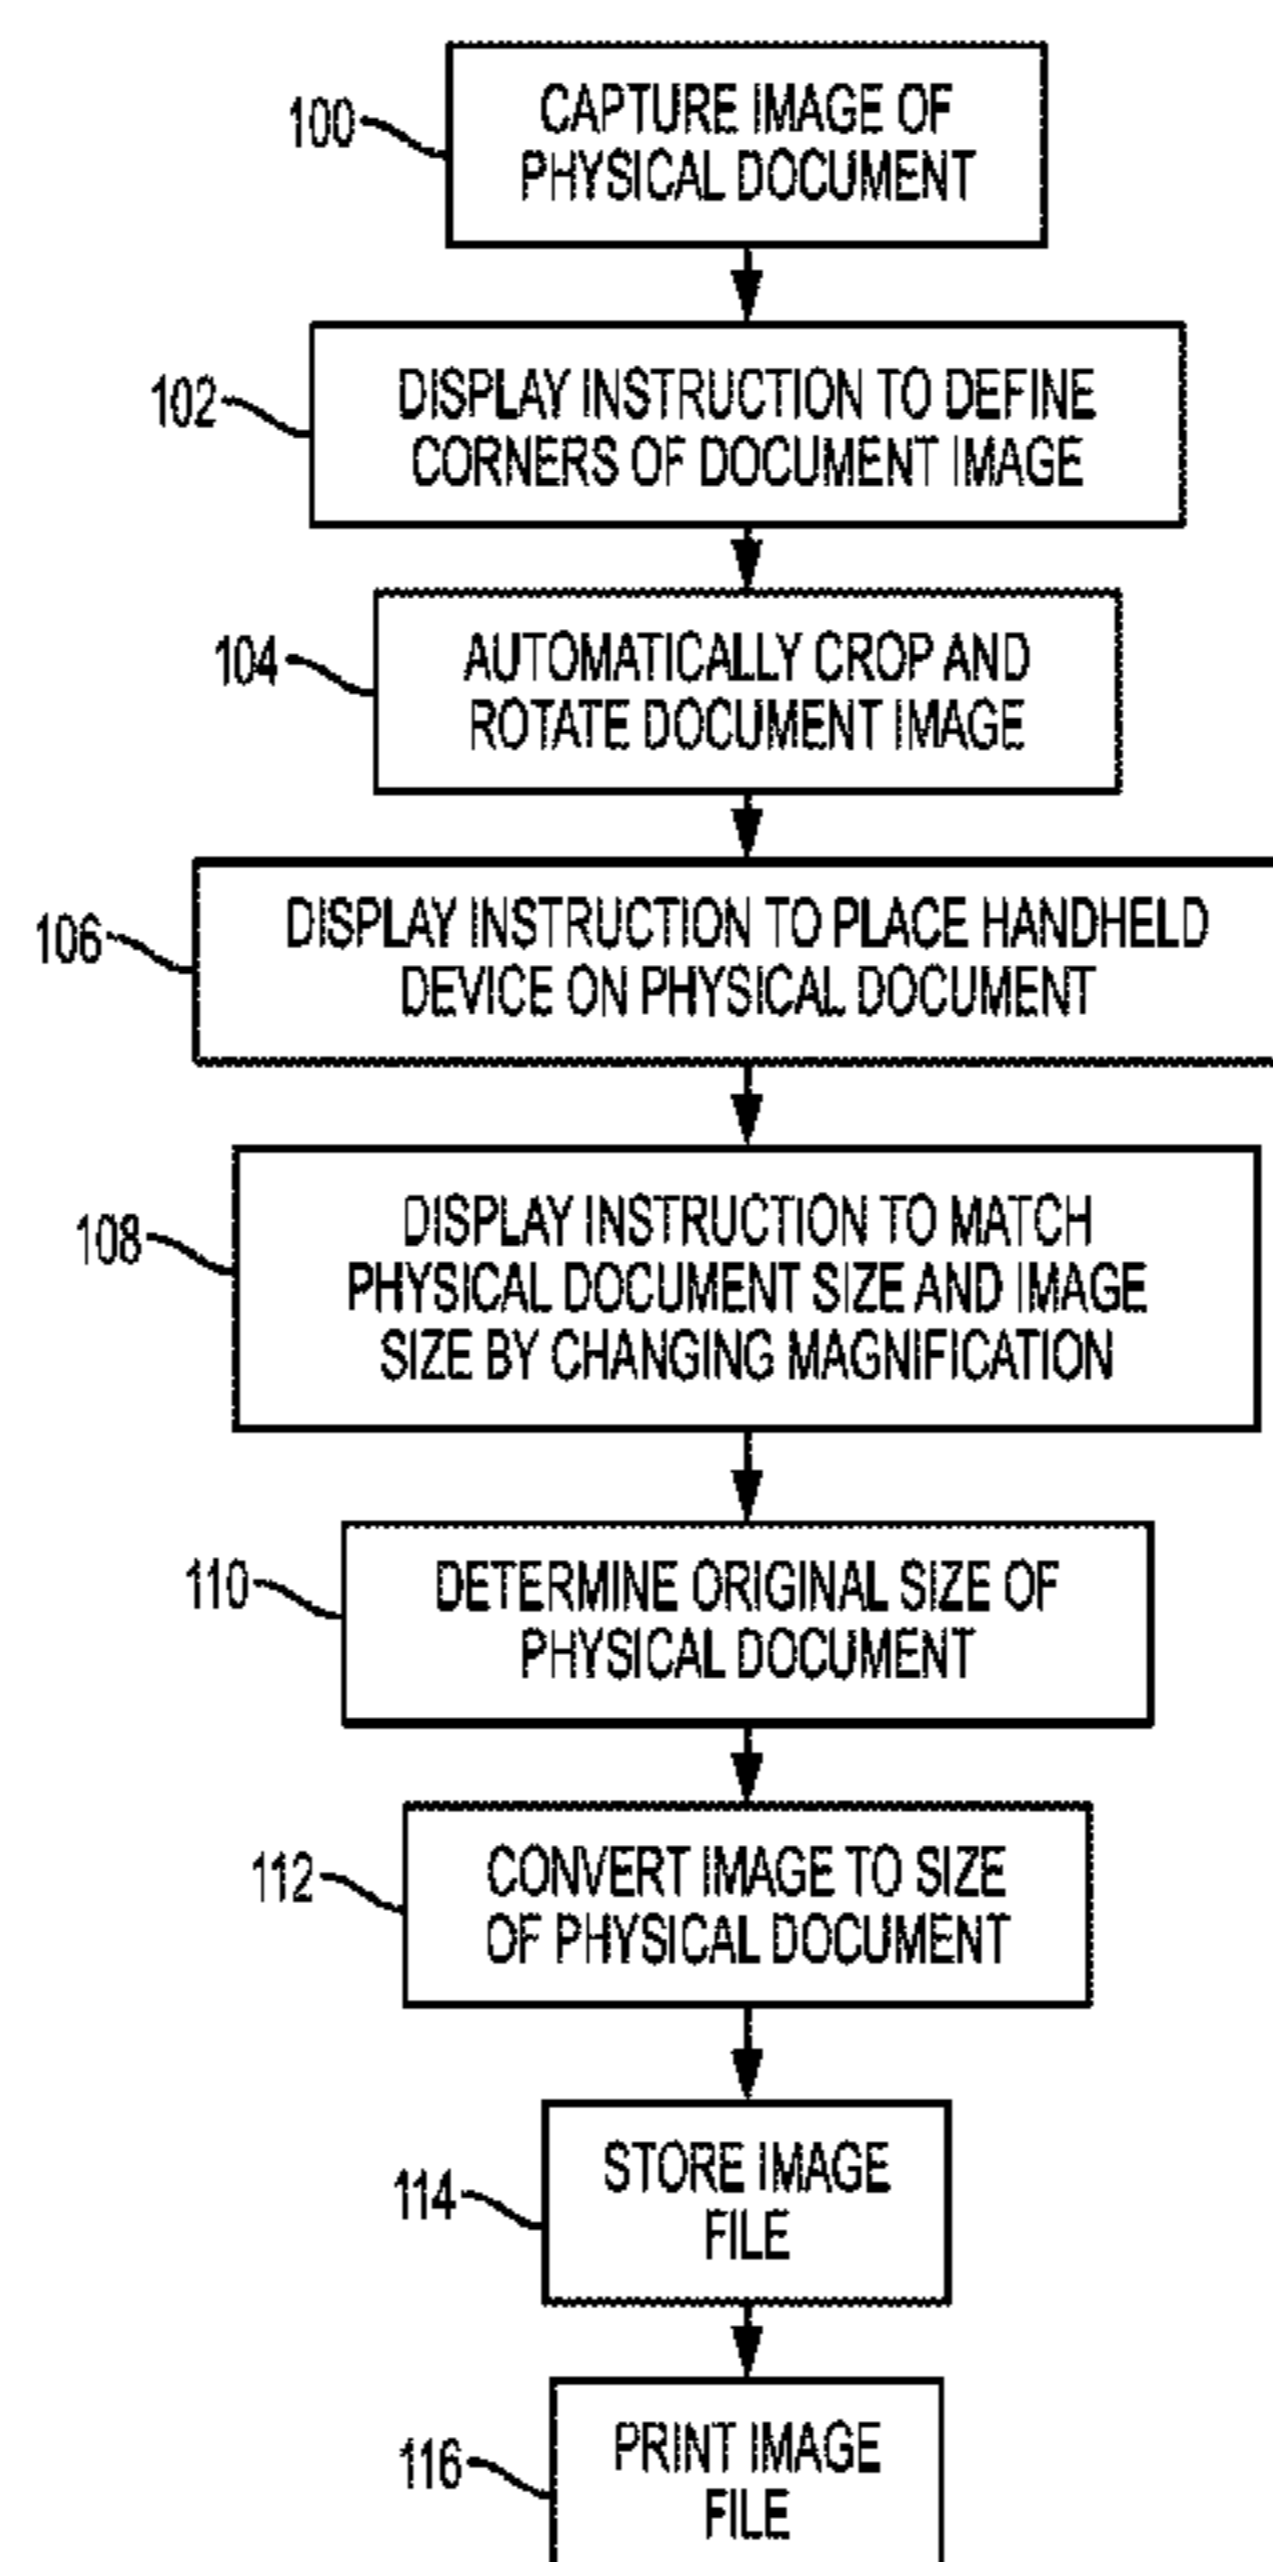 100
CAPTURE IMAGE OF
PHYSICAL DOCUMENT
102
DISPLAY INSTRUCTION TO DEFINE
CORNERS OF DOCUMENT IMAGE
104
AUTOMATICALLY CROP AND
ROTATE DOCUMENT IMAGE
106
DISPLAY INSTRUCTION TO PLACE HANDHELD
DEVICE ON PHYSICAL DOCUMENT
108
DISPLAY INSTRUCTION TO MATCH
PHYSICAL DOCUMENT SIZE AND IMAGE
SIZE BY CHANGING MAGNIFICATION
110
DETERMINE ORIGINAL SIZE OF
PHYSICAL DOCUMENT
112
CONVERT IMAGE TO SIZE
OF PHYSICAL DOCUMENT
114
STORE IMAGE
FILE
116
PRINT IMAGE
FILE